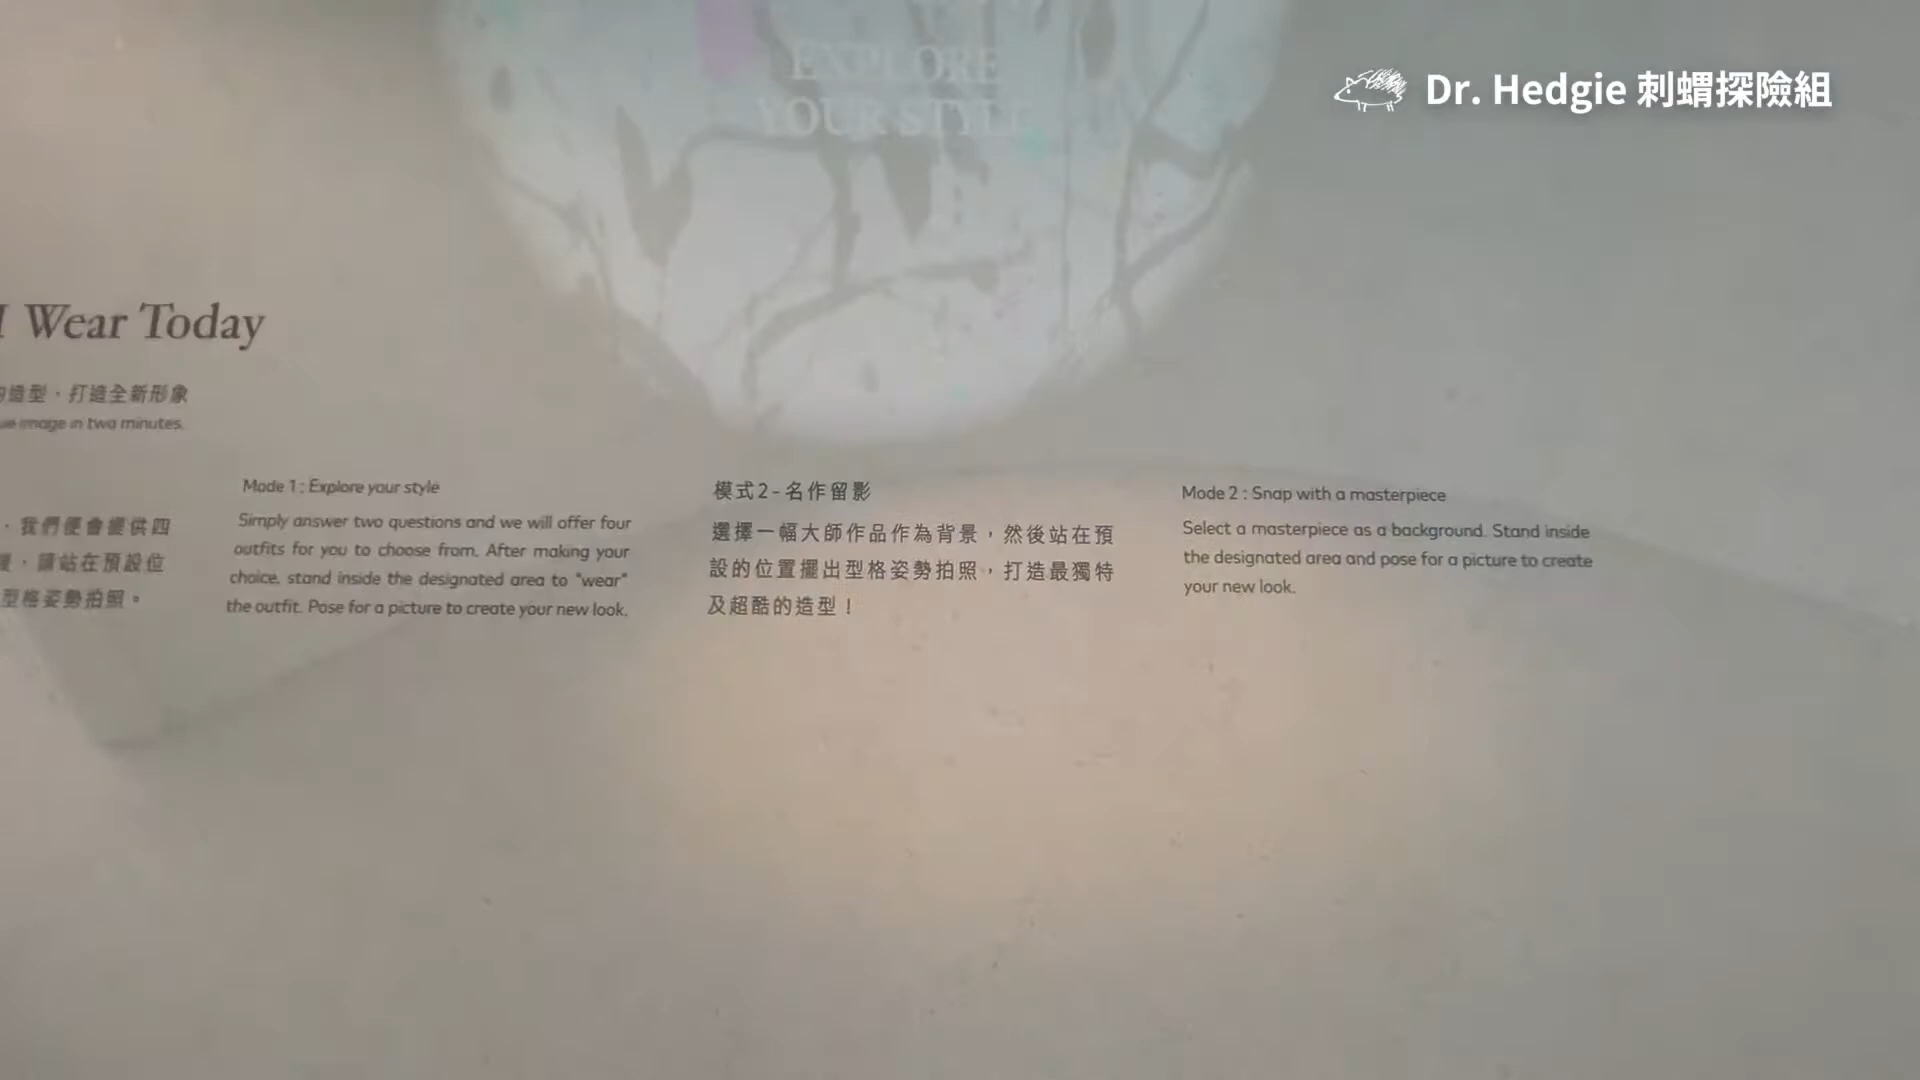 EXPLORE
YOUR STYLE
Dr. Hedgie 刺蝟探險組
I Wear Today
的造型，打造全新形象
image in two minutes.
，我們便會提供四
後，請站在預設位
型格姿勢拍照。
Mode 1 : Explore your style
Simply answer two questions and we will offer four
outfits for you to choose from. After making your
choice, stand inside the designated area to "wear"
the outfit. Pose for a picture to create your new look.
模式2-名作留影
選擇一幅大師作品作為背景，然後站在預
設的位置擺出型格姿勢拍照，打造最獨特
及超酷的造型！
Mode 2 : Snap with a masterpiece
Select a masterpiece as a background. Stand inside
the designated area and pose for a picture to create
your new look.